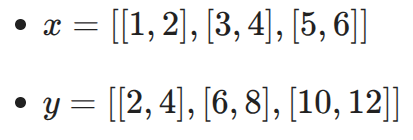 • x = [[1, 2], [3, 4], [5, 6]]
• y = [[2, 4], [6, 8], [10, 12]]